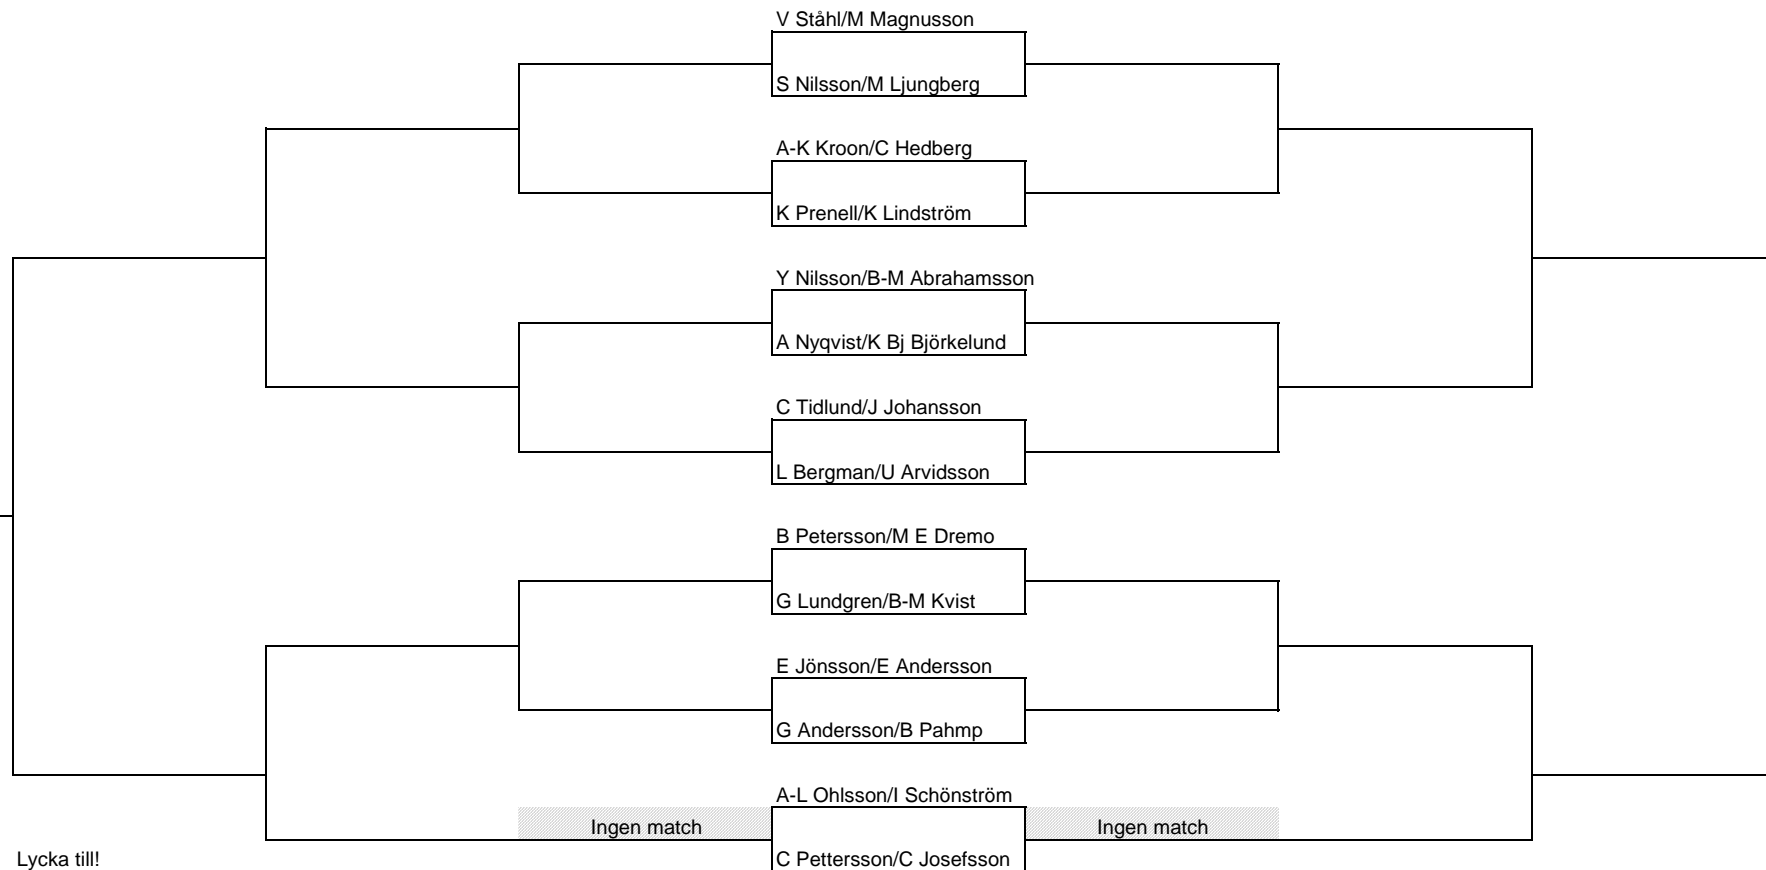 V Ståhl/M Magnusson
S Nilsson/M Ljungberg
A-K Kroon/C Hedberg
K Prenell/K Lindström
Y Nilsson/B-M Abrahamsson
A Nyqvist/K Bj Björkelund
C Tidlund/J Johansson
L Bergman/U Arvidsson
B Petersson/M E Dremo
G Lundgren/B-M Kvist
E Jönsson/E Andersson
G Andersson/B Pahmp
A-L Ohlsson/I Schönström
Ingen match
Ingen match
Lycka till!
C Pettersson/C Josefsson